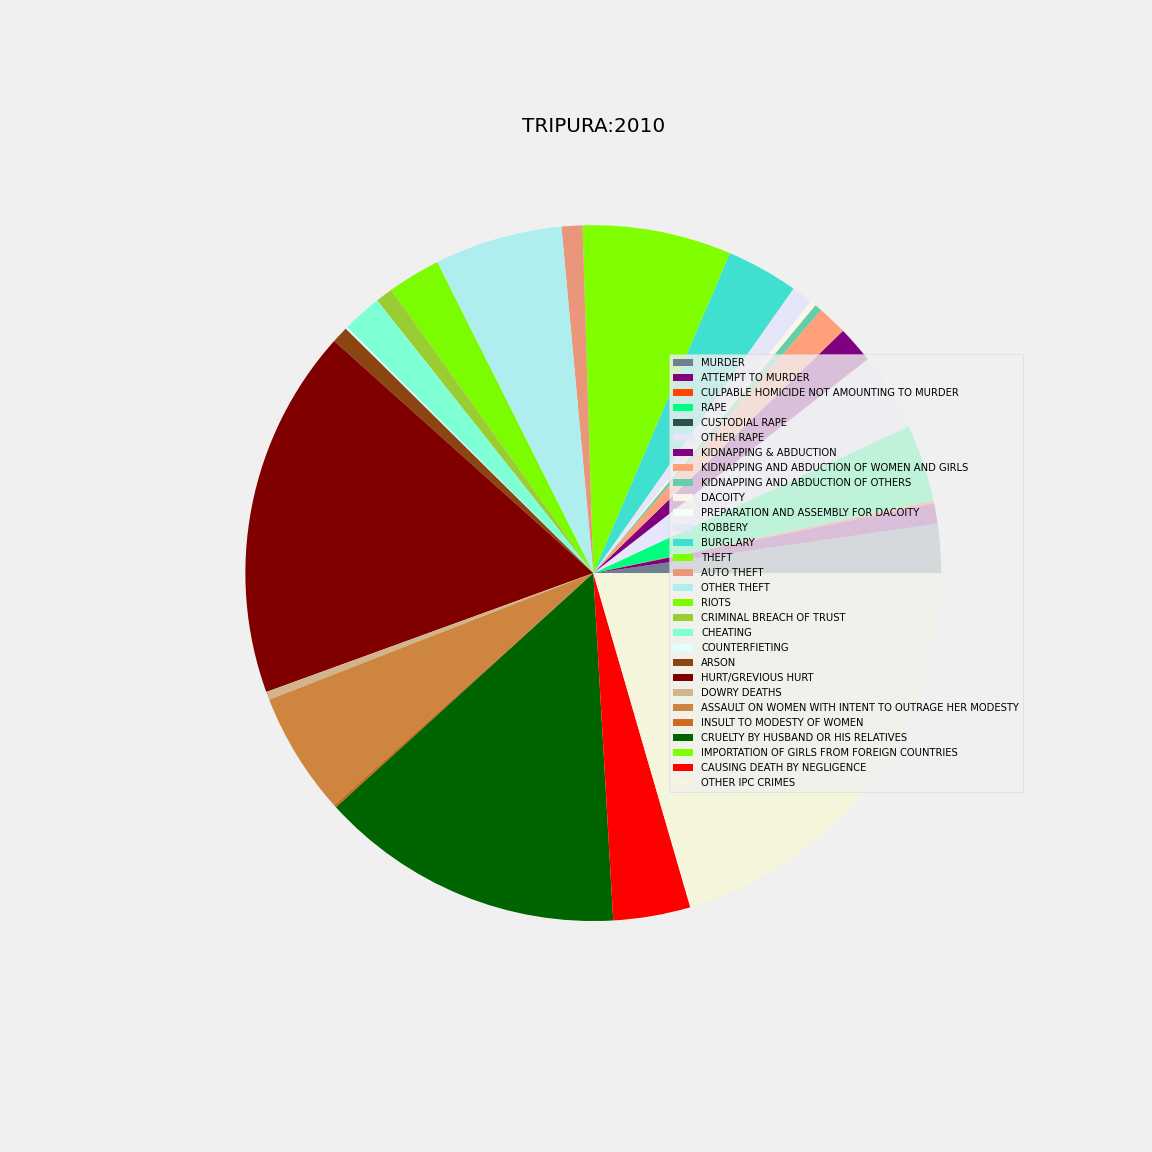 TRIPURA:2010
MURDER
ATTEMPT TO MURDER
CULPABLE HOMICIDE NOT AMOUNTING TO MURDER
RAPE
CUSTODIAL RAPE
OTHER RAPE
KIDNAPPING & ABDUCTION
KIDNAPPING AND ABDUCTION OF WOMEN AND GIRLS
KIDNAPPING AND ABDUCTION OF OTHERS
DACOITY
PREPARATION AND ASSEMBLY FOR DACOITY
ROBBERY
BURGLARY
THEFT
AUTO THEFT
OTHER THEFT
RIOTS
CRIMINAL BREACH OF TRUST
CHEATING
COUNTERFIETING
ARSON
HURT/GREVIOUS HURT
DOWRY DEATHS
ASSAULT ON WOMEN WITH INTENT TO OUTRAGE HER MODESTY
INSULT TO MODESTY OF WOMEN
CRUELTY BY HUSBAND OR HIS RELATIVES
IMPORTATION OF GIRLS FROM FOREIGN COUNTRIES
CAUSING DEATH BY NEGLIGENCE
OTHER IPC CRIMES